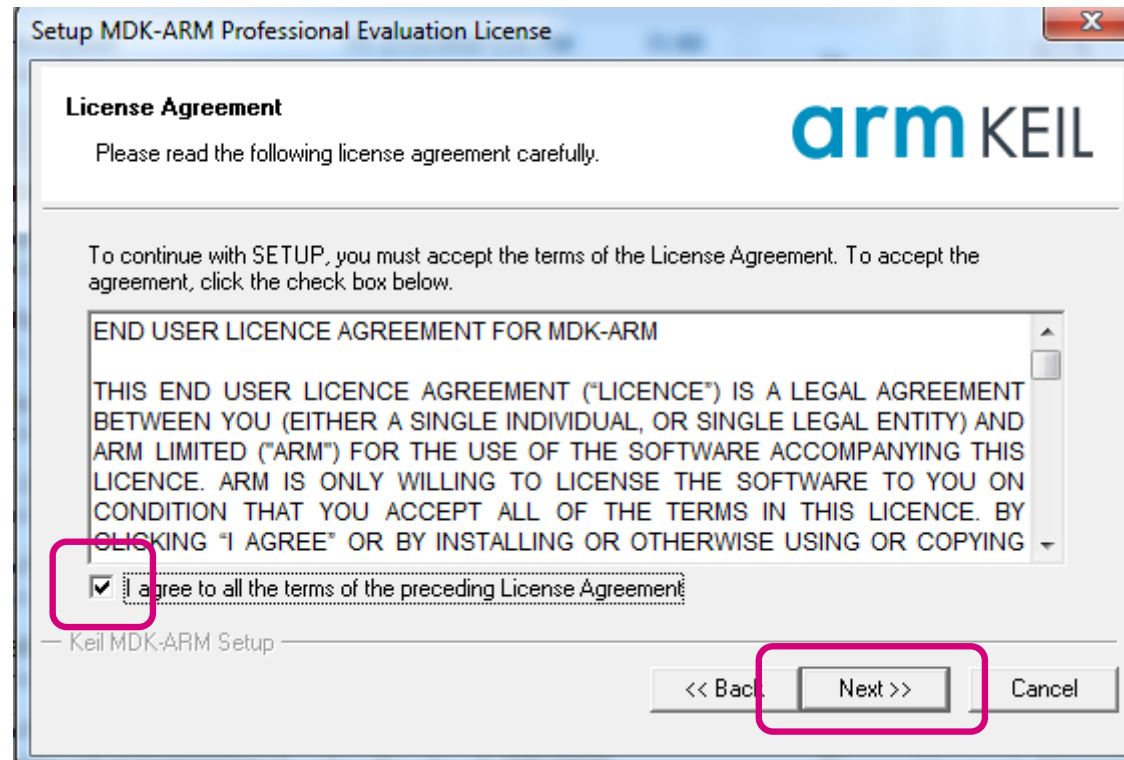 Setup MDK-ARM Professional Evaluation License
License Agreement
Please read the following license agreement carefully.
arm KEIL
To continue with SETUP, you must accept the terms of the License Agreement. To accept the
agreement, click the check box below.
END USER LICENCE AGREEMENT FOR MDK-ARM
THIS END USER LICENCE AGREEMENT (“LICENCE”) IS A LEGAL AGREEMENT
BETWEEN YOU (EITHER A SINGLE INDIVIDUAL, OR SINGLE LEGAL ENTITY) AND
ARM LIMITED ("ARM") FOR THE USE OF THE SOFTWARE ACCOMPANYING THIS
LICENCE. ARM IS ONLY WILLING TO LICENSE THE SOFTWARE TO YOU ON
CONDITION THAT YOU ACCEPT ALL OF THE TERMS IN THIS LICENCE. BY
CLICKING “I AGREE” OR BY INSTALLING OR OTHERWISE USING OR COPYING
I agree to all the terms of the preceding License Agreement
Keil MDK-ARM Setup
<< Back
Next >>
Cancel